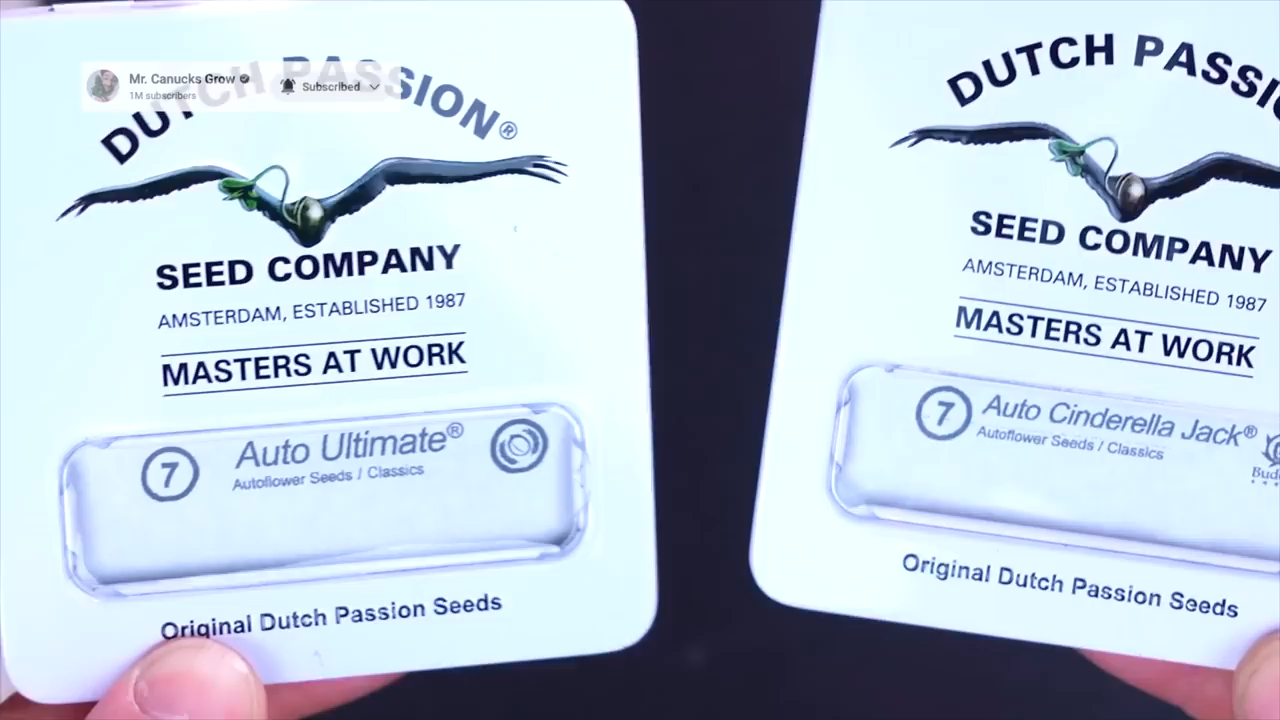 Mr. Canucks Grow
1M subscribers
Subscribed
DUTCH PASSION®
SEED COMPANY
AMSTERDAM, ESTABLISHED 1987
MASTERS AT WORK
7 Auto Ultimate®
Autoflower Seeds / Classics
Original Dutch Passion Seeds
DUTCH PASSIO
SEED COMPANY
AMSTERDAM, ESTABLISHED 1987
MASTERS AT WORK
7 Auto Cinderella Jack®
Autoflower Seeds / Classics
Bud
Original Dutch Passion Seeds